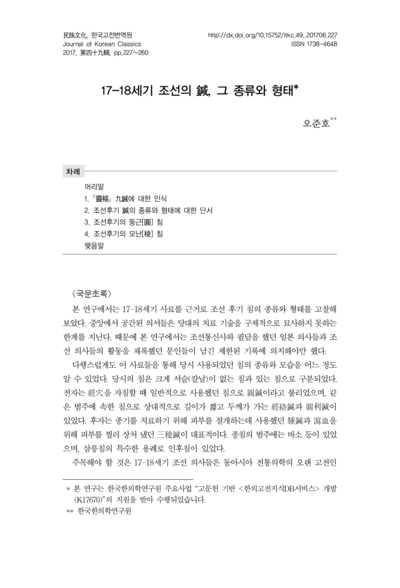 民族文化, 한국고전번역원
Journal of Korean Classics
2017, 第四十九輯, pp.227～260
http://dx.doi.org/10.15752/itkc.49.,201706.227
ISSN 1738-4648
17-18세기 조선의 鍼, 그 종류와 형태*
오준호**
차례
머리말
1. 『靈樞』 九鍼에 대한 인식
2. 조선후기 鍼의 종류와 형태에 대한 단서
3. 조선후기의 둥근[圓] 침
4. 조선후기의 모난[稜] 침
맺음말
〈국문초록〉
본 연구에서는 17-18세기 사료를 근거로 조선 후기 침의 종류와 형태를 고찰해
보았다. 중앙에서 공간된 의서들은 당대의 치료 기술을 구체적으로 묘사하지 못하는
한계를 지닌다. 때문에 본 연구에서는 조선통신사와 필담을 했던 일본 의사들과 조
선 의사들의 활동을 채록했던 문인들이 남긴 제한된 기록에 의지해야만 했다.
다행스럽게도 이 사료들을 통해 당시 사용되었던 침의 종류와 모습을 어느 정도
알 수 있었다. 당시의 침은 크게 서슬(칼날)이 없는 침과 있는 침으로 구분되었다.
전자는 經穴을 자침할 때 일반적으로 사용했던 침으로 圓鍼이라고 불리었으며, 같
은 범주에 속한 침으로 상대적으로 길이가 짧고 두께가 가는 經絡鍼과 圓利鍼이
있었다. 후자는 종기를 치료하기 위해 피부를 절개하는데 사용했던 腫鍼과 瀉血을
위해 피부를 찔러 상처 냈던 三稜鍼이 대표적이다. 종침의 범주에는 바소 등이 있었
으며, 삼릉침의 특수한 용례로 인후침이 있었다.
주목해야 할 것은 17-18세기 조선 의사들은 동아시아 전통의학의 오랜 고전인
* 본 연구는 한국한의학연구원 주요사업 "고문헌 기반 <한의고전지식DB서비스> 개발
(K17670)"의 지원을 받아 수행되었습니다.
** 한국한의학연구원